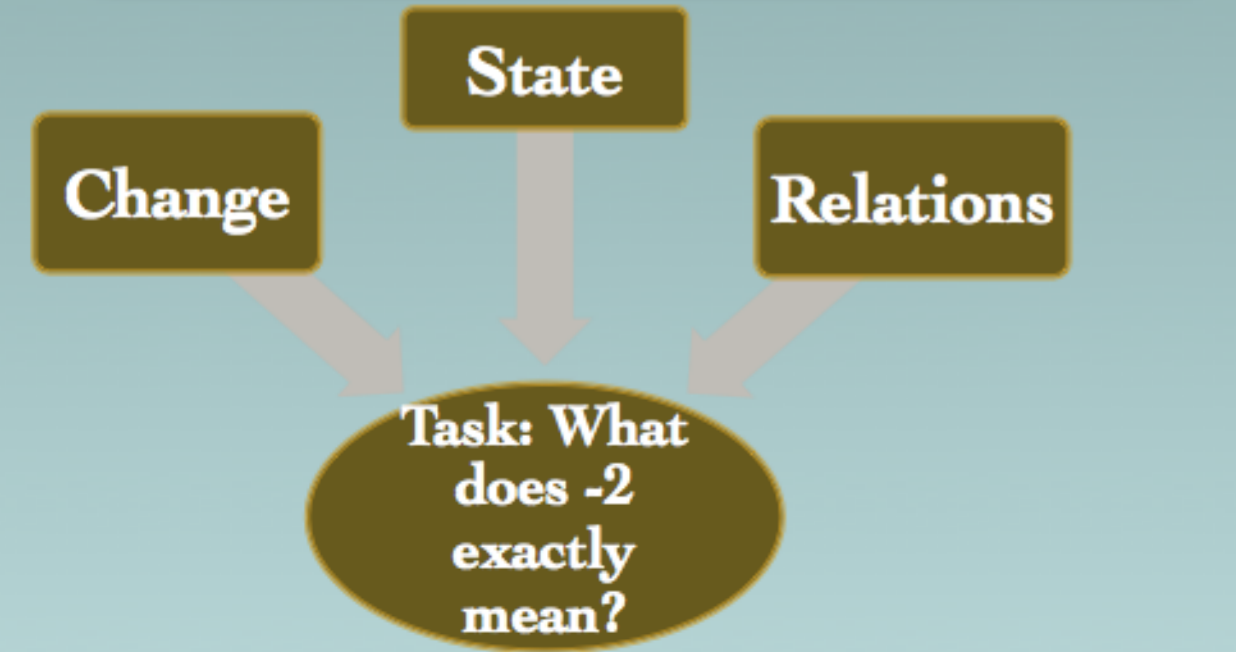 State
Change
Relations
Task: What
does -2
exactly
mean?